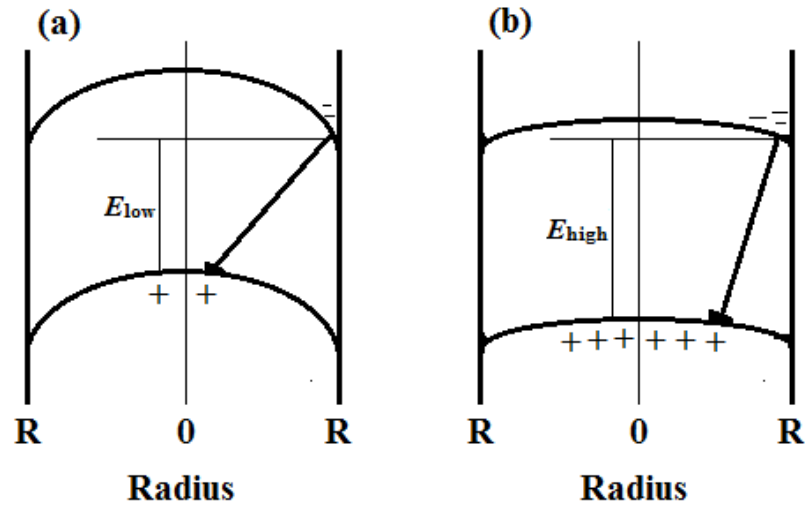 (a) (b)
E_low
E_high
+ +
+ + + + + +
R 0 R R 0 R
Radius Radius